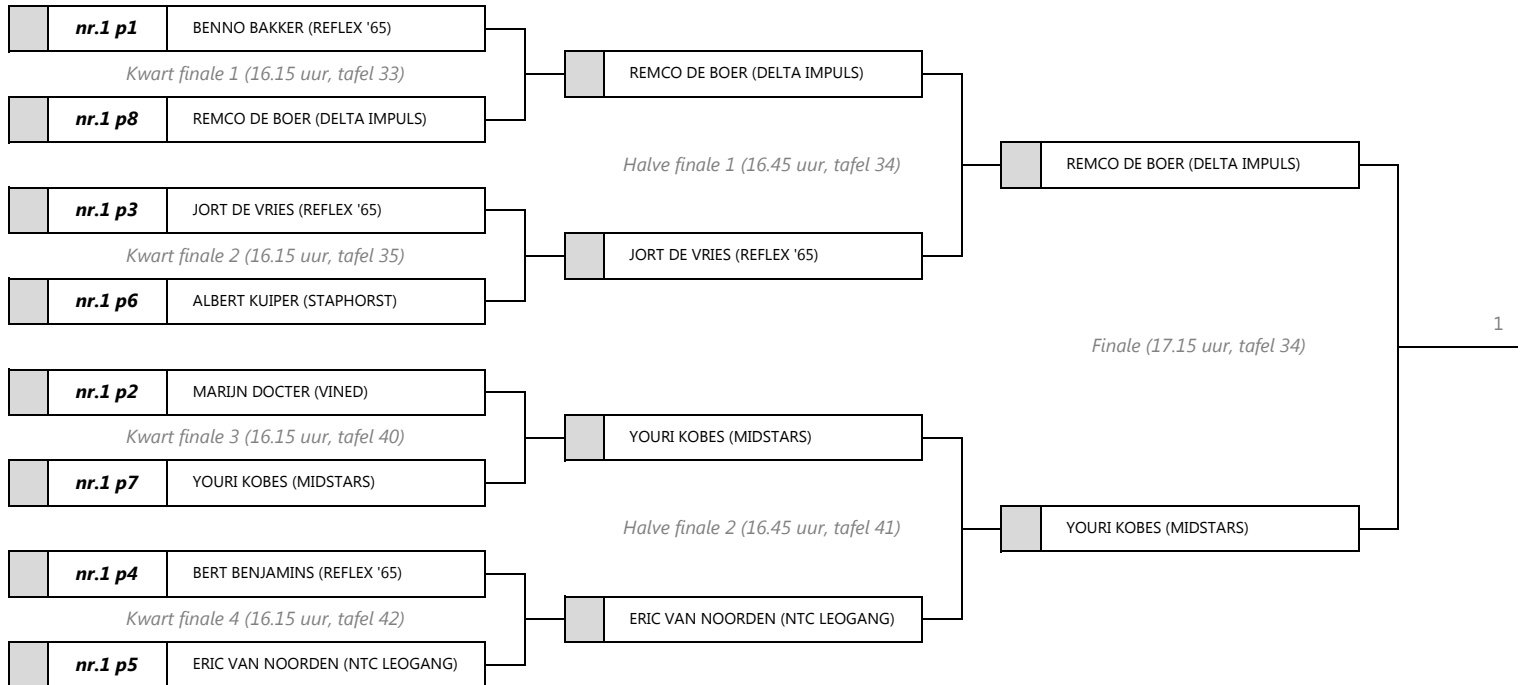 nr.1 p1 BENNO BAKKER (REFLEX '65)
Kwart finale 1 (16.15 uur, tafel 33)
nr.1 p8 REMCO DE BOER (DELTA IMPULS)
REMCO DE BOER (DELTA IMPULS)
Halve finale 1 (16.45 uur, tafel 34)
REMCO DE BOER (DELTA IMPULS)
nr.1 p3 JORT DE VRIES (REFLEX '65)
Kwart finale 2 (16.15 uur, tafel 35)
JORT DE VRIES (REFLEX '65)
nr.1 p6 ALBERT KUIPER (STAPHORST)
1
Finale (17.15 uur, tafel 34)
nr.1 p2 MARIJN DOCTER (VINED)
Kwart finale 3 (16.15 uur, tafel 40)
YOURI KOBES (MIDSTARS)
nr.1 p7 YOURI KOBES (MIDSTARS)
Halve finale 2 (16.45 uur, tafel 41)
YOURI KOBES (MIDSTARS)
nr.1 p4 BERT BENJAMINS (REFLEX '65)
Kwart finale 4 (16.15 uur, tafel 42)
ERIC VAN NOORDEN (NTC LEOGANG)
nr.1 p5 ERIC VAN NOORDEN (NTC LEOGANG)